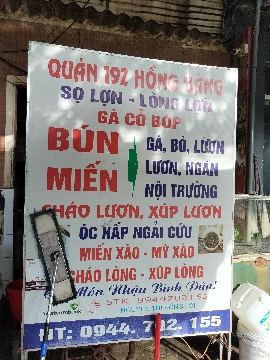 QUÁN 192 HỒNG BÀNG
SỌ LỢN - LÒNG LỢN
GÀ CỎ BÓP
BÚN
MIẾN
GÀ, BÒ, LƯƠN
LƯƠN, NGAN
NỘI TRƯỜNG
CHÁO LƯƠN, XÚP LƯƠN
ỐC HẤP NGẢI CỨU
MIẾN XÀO - MỲ XÀO
CHÁO LÒNG - XÚP LÒNG
Món Nhậu Bình Dân!
STK 0944702155
ĐT: 0944. 702. 155